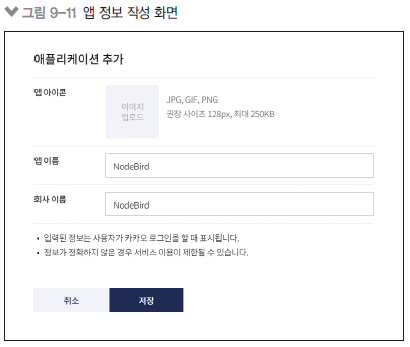 그림 9-11 앱 정보 작성 화면
애플리케이션 추가
앱 아이콘
이미지
업로드
JPG, GIF, PNG
권장 사이즈 128px, 최대 250KB
앱 이름
NodeBird
회사 이름
NodeBird
• 입력된 정보는 사용자가 카카오 로그인을 할 때 표시됩니다.
• 정보가 정확하지 않은 경우 서비스 이용이 제한될 수 있습니다.
취소 저장